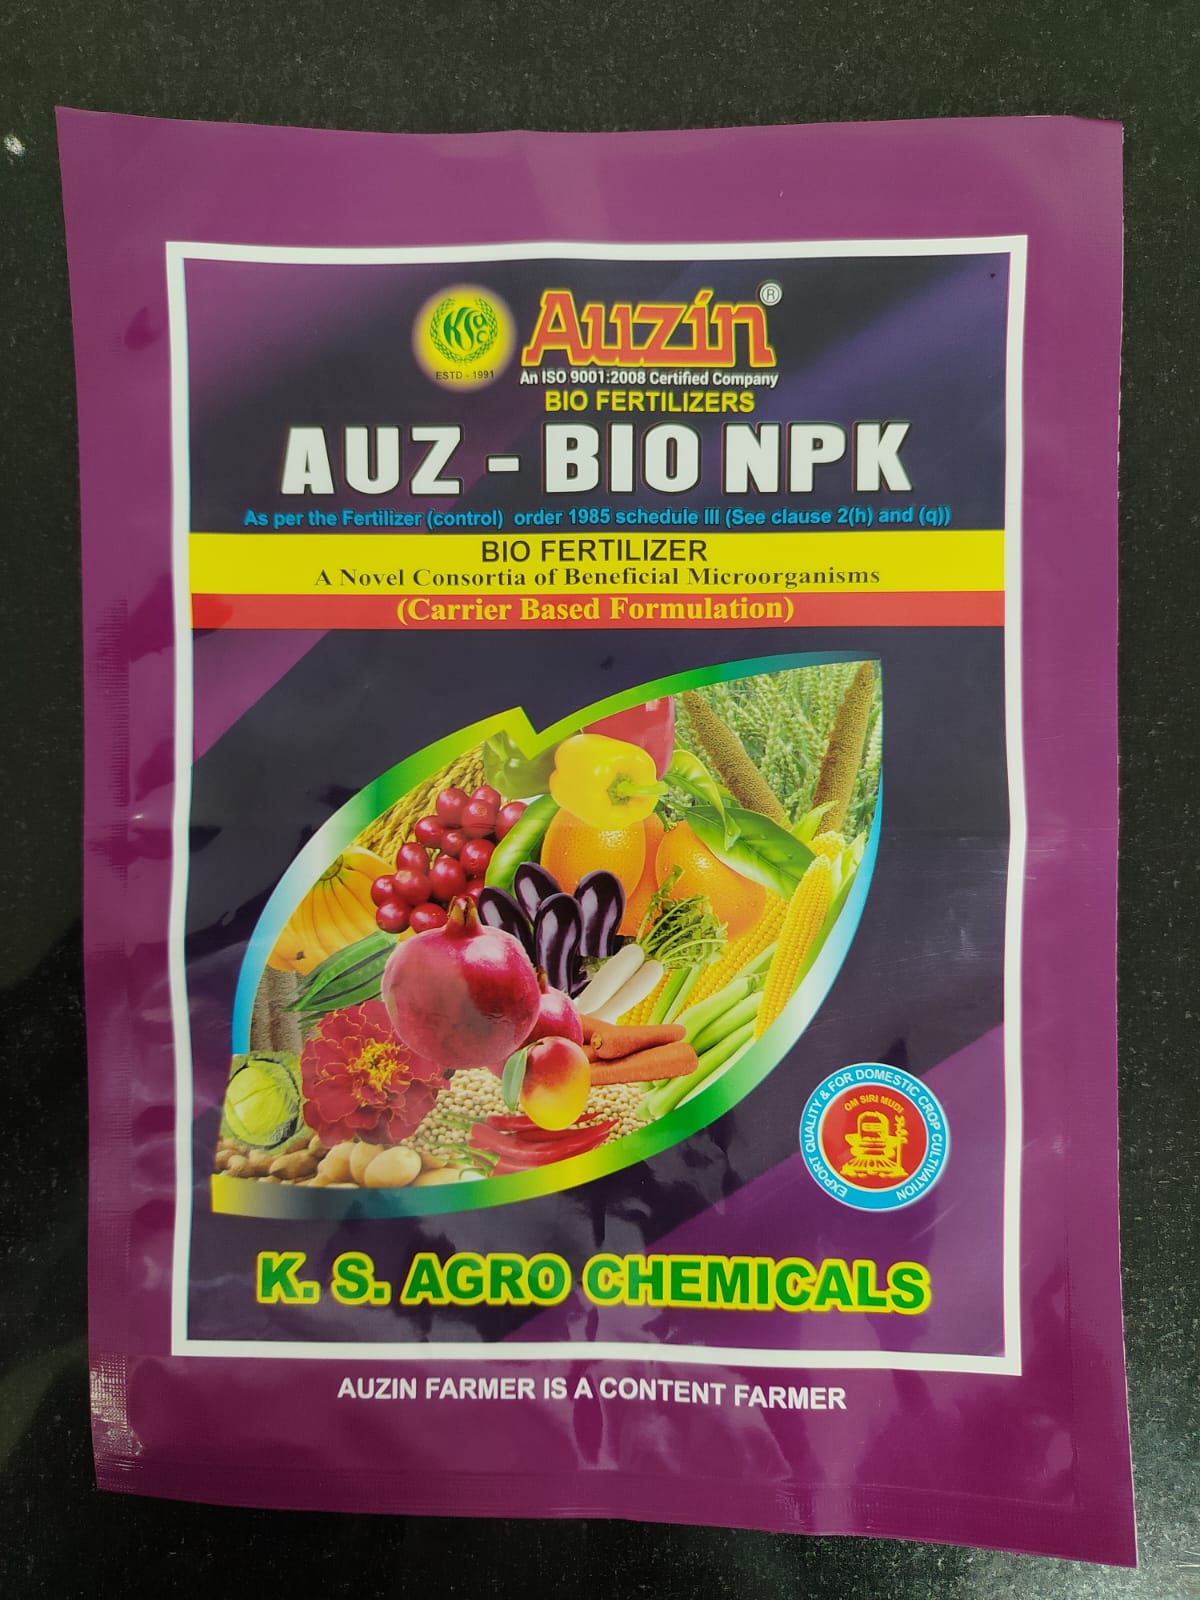 KSac
ESTD - 1991
Auzin®
An ISO 9001:2008 Certified Company
BIO FERTILIZERS
AUZ - BIO NPK
As per the Fertilizer (control) order 1985 schedule III (See clause 2(h) and (q))
BIO FERTILIZER
A Novel Consortia of Beneficial Microorganisms
(Carrier Based Formulation)
EXPORT QUALITY & FOR DOMESTIC CROP CULTIVATION
OM SIRI MUDI
K. S. AGRO CHEMICALS
AUZIN FARMER IS A CONTENT FARMER